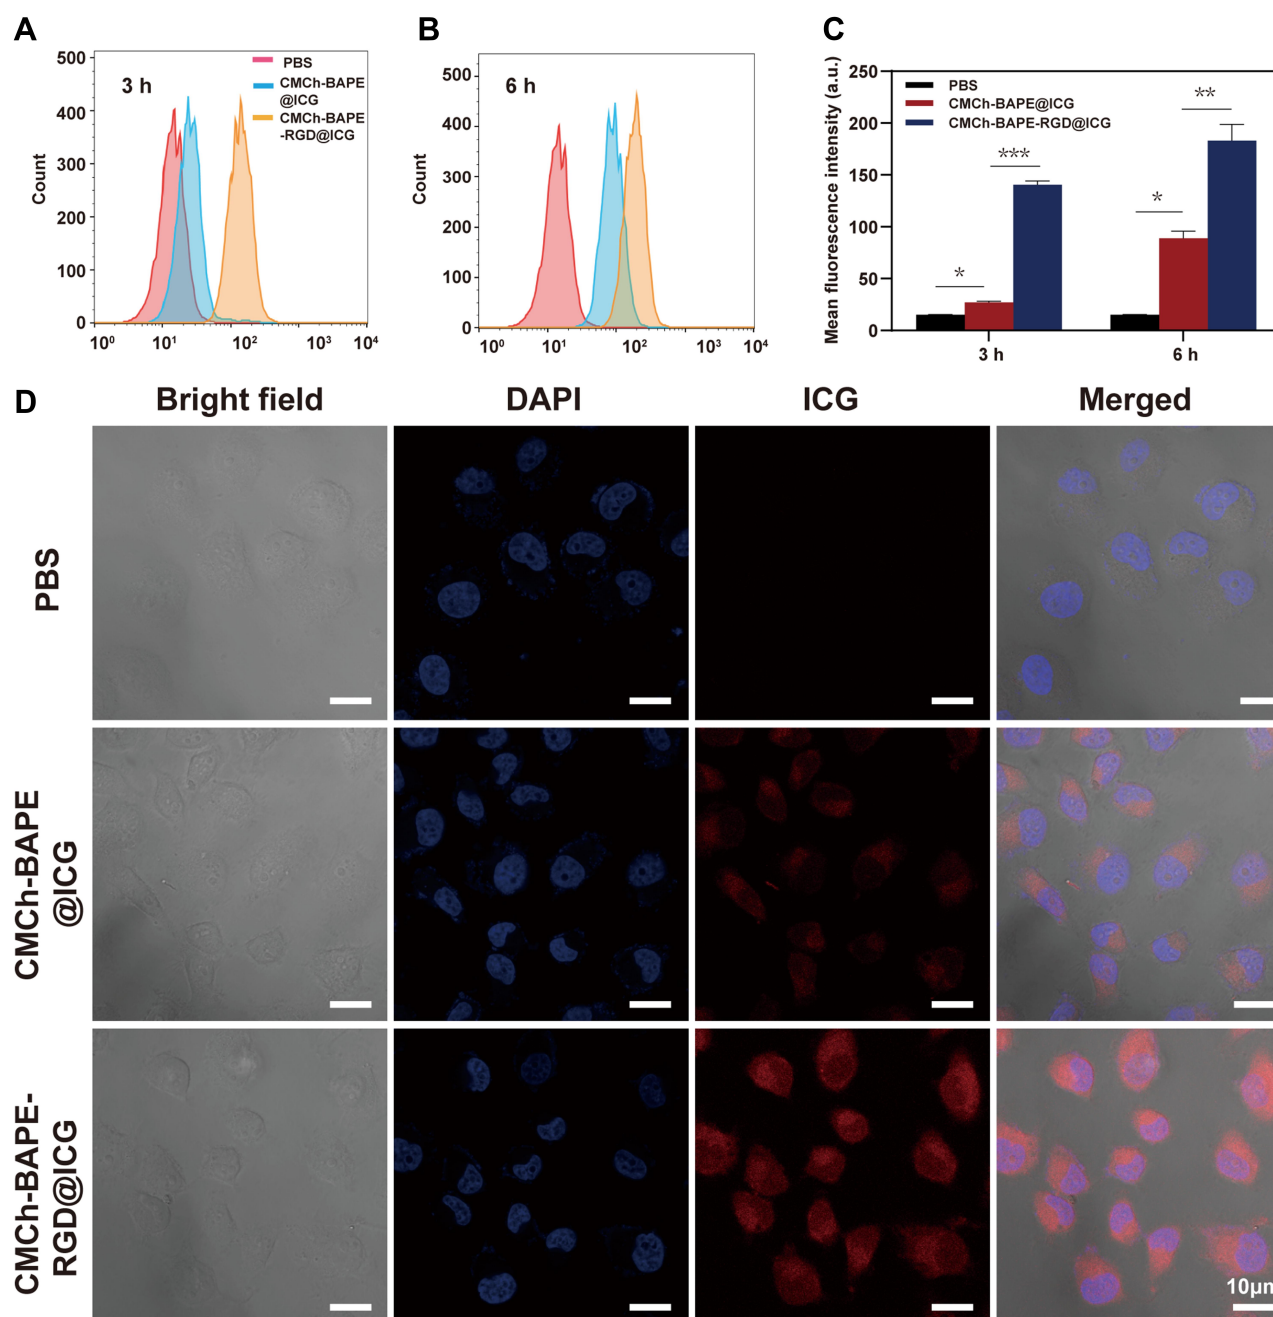 A
B
C
500
400
300
200
100
0
Count
3 h
PBS
CMCh-BAPE
@ICG
CMCh-BAPE
-RGD@ICG
10⁰ 10¹ 10² 10³ 10⁴
500
400
300
200
100
0
Count
6 h
10⁰ 10¹ 10² 10³ 10⁴
Mean fluorescence intensity (a.u.)
250
200
150
100
50
0
PBS
CMCh-BAPE@ICG
CMCh-BAPE-RGD@ICG
*
***
*
**
3 h
6 h
D
Bright field
DAPI
ICG
Merged
PBS
CMCh-BAPE
@ICG
CMCh-BAPE-
RGD@ICG
10µm